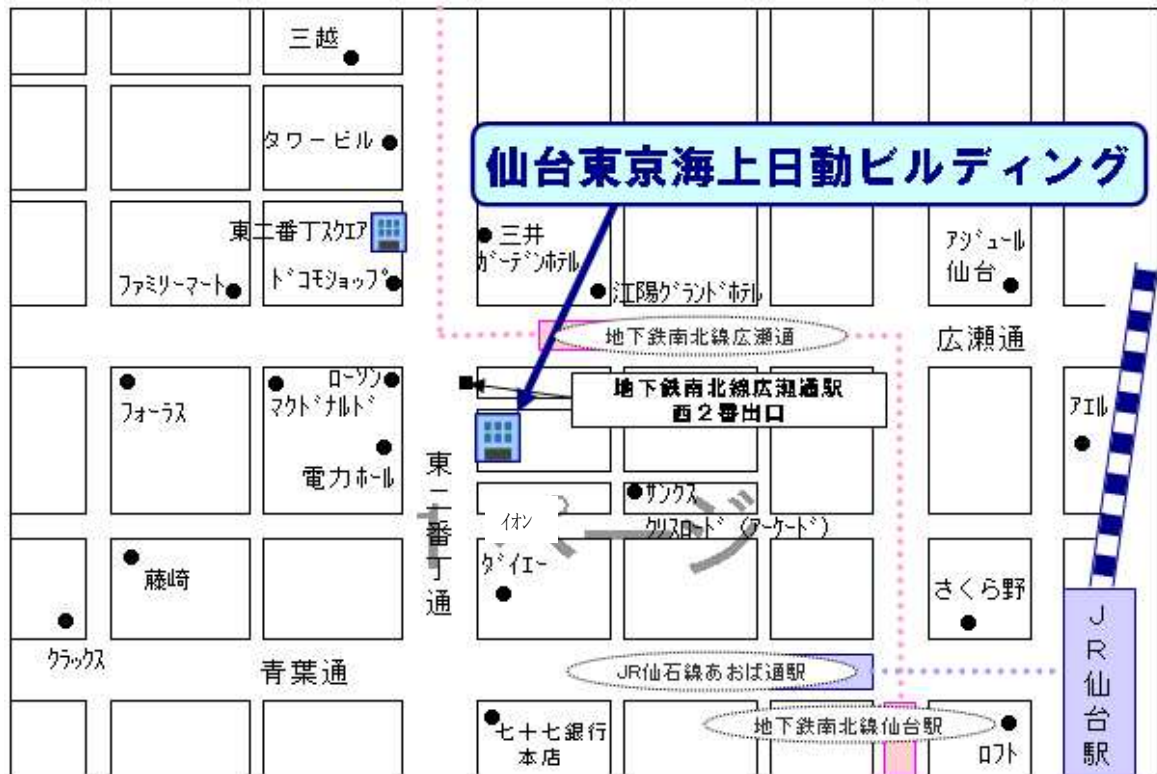 三越
タワービル
仙台東京海上日動ビルディング
東二番丁スクエア
三井
ガーデンホテル
アジュール
仙台
ファミリーマート
ドコモショップ
江陽グランドホテル
地下鉄南北線広瀬通
広瀬通
フォーラス
マクドナルド
ローソン
地下鉄南北線広瀬通駅
西2番出口
アエル
電力ホール
東二番丁通
サンクス
イオン
1 ページ
クリスロード (アーケード)
藤崎
ダイエー
さくら野
クラックス
青葉通
JR仙石線あおば通駅
JR仙台駅
七十七銀行
本店
地下鉄南北線仙台駅
ロフト